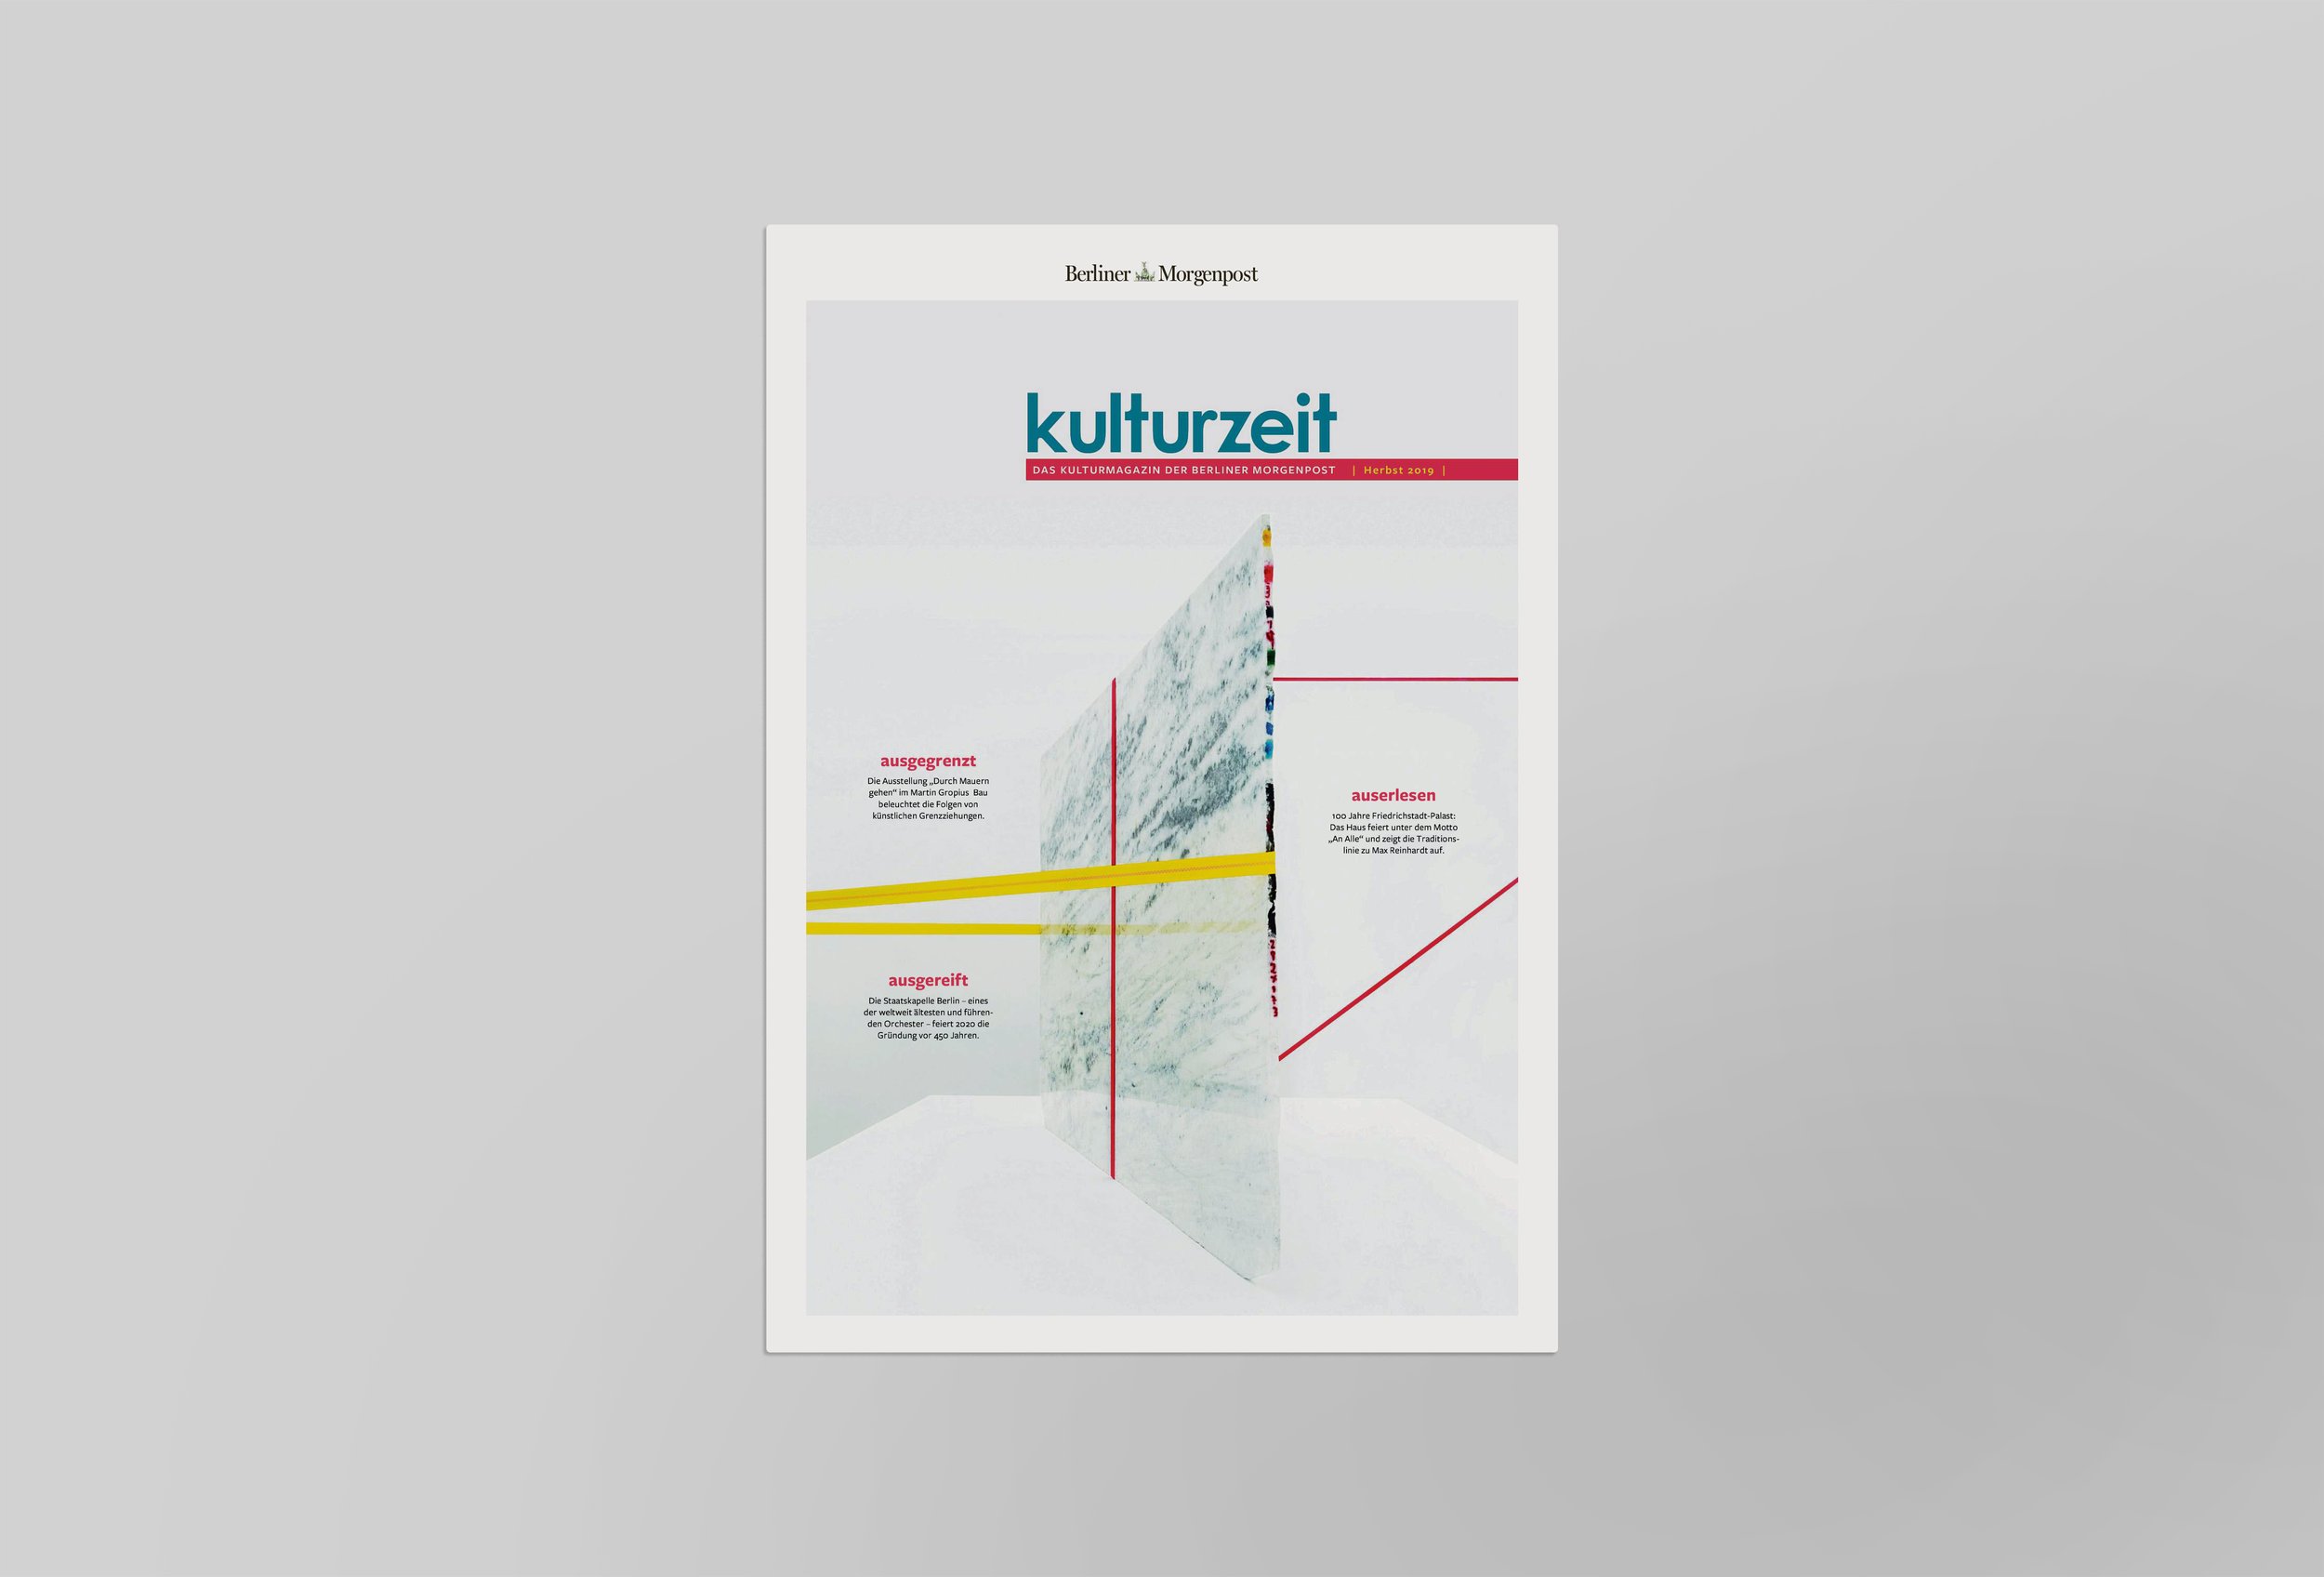 Berliner Morgenpost
kulturzeit
DAS KULTURMAGAZIN DER BERLINER MORGENPOST | Herbst 2019 |
ausgegrenzt
Die Ausstellung „Durch Mauern
gehen“ im Martin Gropius Bau
beleuchtet die Folgen von
künstlichen Grenzziehungen.
auserlesen
100 Jahre Friedrichstadt-Palast:
Das Haus feiert unter dem Motto
„An Alle“ und zeigt die Traditions-
linie zu Max Reinhardt auf.
ausgereift
Die Staatskapelle Berlin – eines
der weltweit ältesten und führen-
den Orchester – feiert 2020 die
Gründung vor 450 Jahren.